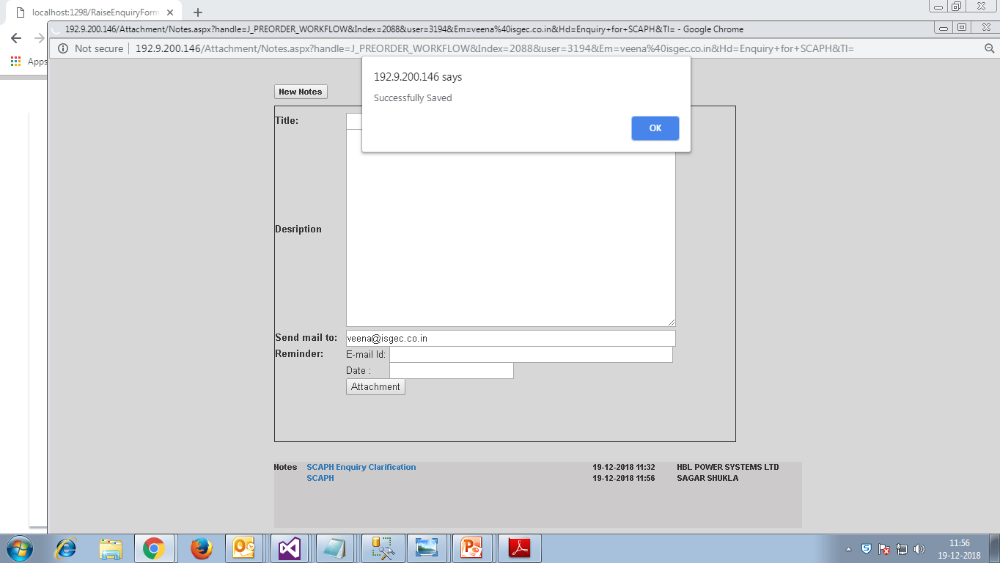 localhost:1298/RaiseEnquiryForm
192.9.200.146/Attachment/Notes.aspx?handle=J_PREORDER_WORKFLOW&Index=2088&user=3194&Em=veena%40isgec.co.in&Hd=Enquiry+for+SCAPH&TI= - Google Chrome
Not secure 192.9.200.146/Attachment/Notes.aspx?handle=J_PREORDER_WORKFLOW&Index=2088&user=3194&Em=veena%40isgec.co.in&Hd=Enquiry+for+SCAPH&TI=
Apps
192.9.200.146 says
Successfully Saved
OK
New Notes
Title:
Desription
Send mail to: veena@isgec.co.in
Reminder: E-mail Id:
Date :
Attachment
Notes SCAPH Enquiry Clarification 19-12-2018 11:32 HBL POWER SYSTEMS LTD
SCAPH 19-12-2018 11:56 SAGAR SHUKLA
11:56
19-12-2018